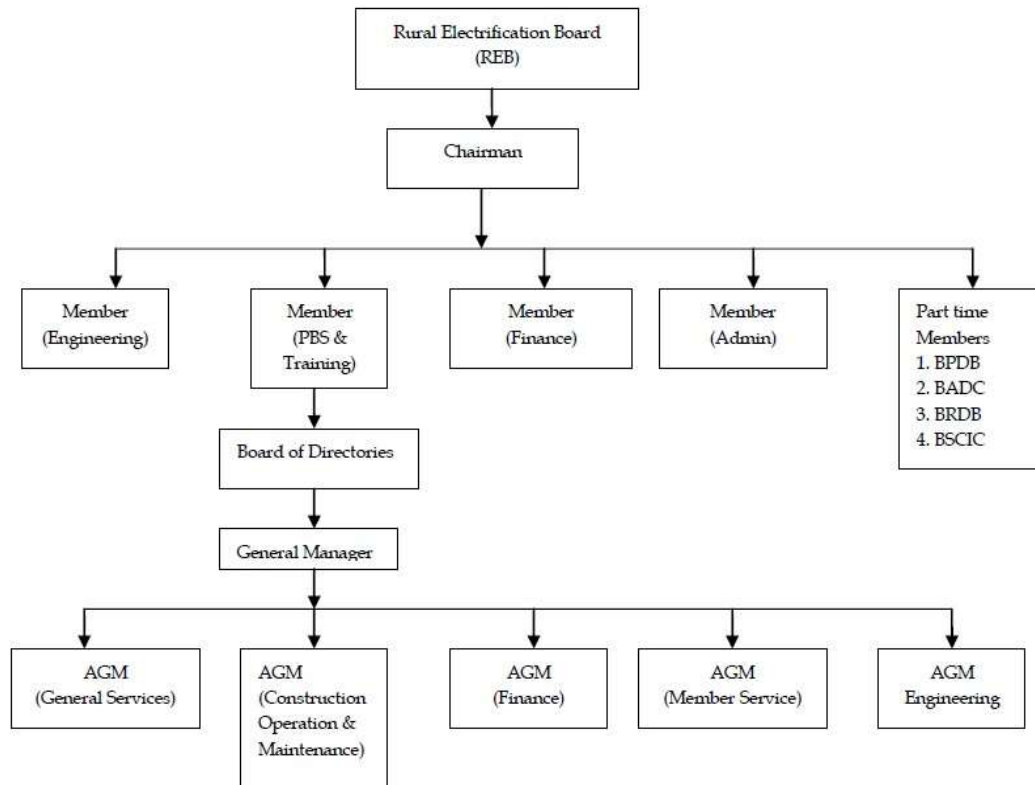 Rural Electrification Board
(REB)
Chairman
Member
(Engineering)
Member
(PBS &
Training)
Member
(Finance)
Member
(Admin)
Part time
Members
1. BPDB
2. BADC
3. BRDB
4. BSCIC
Board of Directories
General Manager
AGM
(General Services)
AGM
(Construction
Operation &
Maintenance)
AGM
(Finance)
AGM
(Member Service)
AGM
Engineering